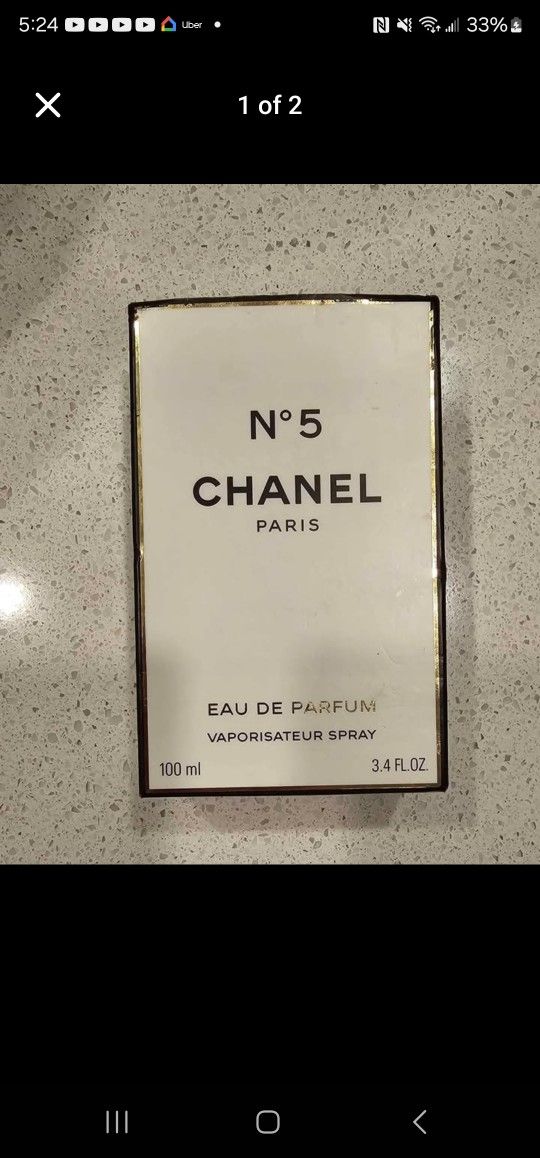 5:24 Uber 33%
1 of 2
N° 5
CHANEL
PARIS
EAU DE PARFUM
VAPORISATEUR SPRAY
100 ml 3.4 FL.OZ.